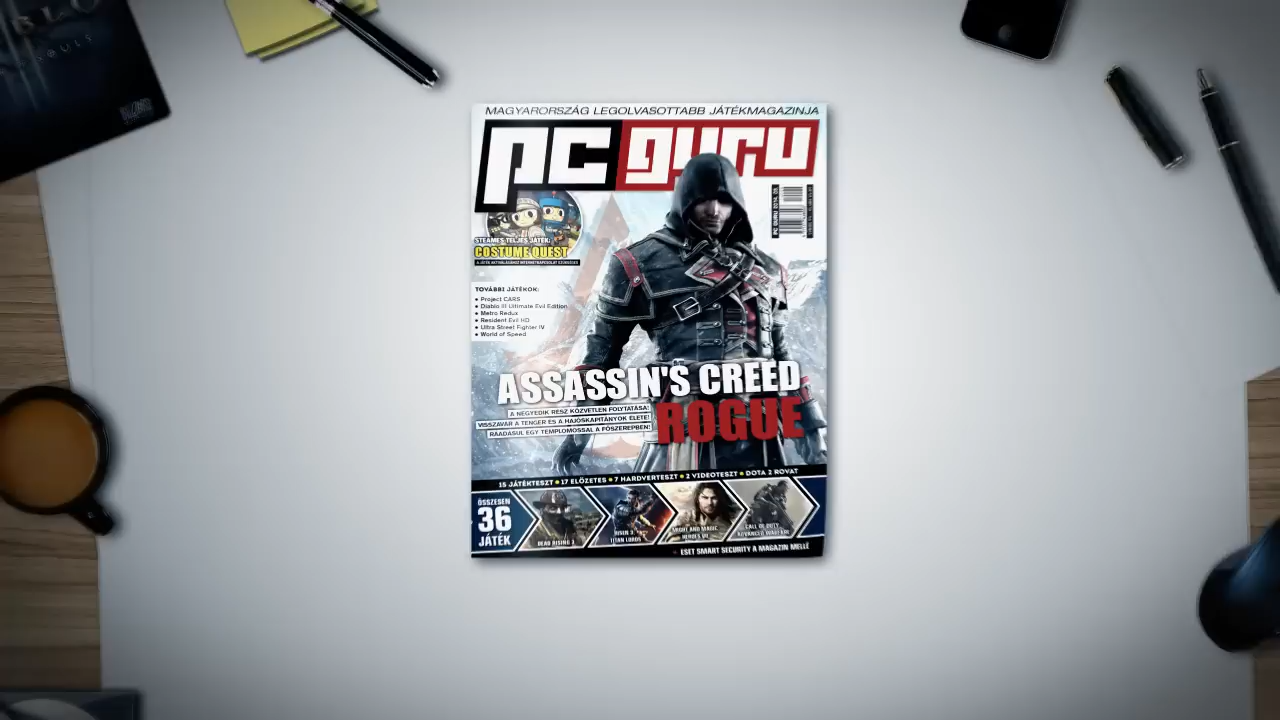 MAGYARORSZÁG LEGOLVASOTTABB JÁTÉKMAGAZINJA
PC GURU
STEAMES TELJES JÁTÉK:
COSTUME QUEST
A JÁTÉK AKTIVÁLÁSÁHOZ INTERNETKAPCSOLAT SZÜKSÉGES
TOVÁBBI JÁTÉKOK:
• Project CARS
• Diablo III Ultimate Evil Edition
• Metro Redux
• Resident Evil HD
• Ultra Street Fighter IV
• World of Speed
ASSASSIN'S CREED
ROGUE
A NEGYEDIK RÉSZ KÖZVETLEN FOLYTATÁSA!
VISSZAVÁR A TENGER ÉS A HAJÓSKAPITÁNYOK ÉLETE!
RÁADÁSUL EGY TEMPLOMOSSAL A FŐSZEREPBEN!
15 JÁTÉKTESZT • 17 ELŐZETES • 7 HARDVERTESZT • 2 VIDEOTESZT • DOTA 2 ROVAT
ÖSSZESEN
36
JÁTÉK
DEAD RISING 3
RISEN 3:
TITAN LORDS
MIGHT AND MAGIC
HEROES VII
CALL OF DUTY:
ADVANCED WARFARE
ESET SMART SECURITY A MAGAZIN MELLÉ